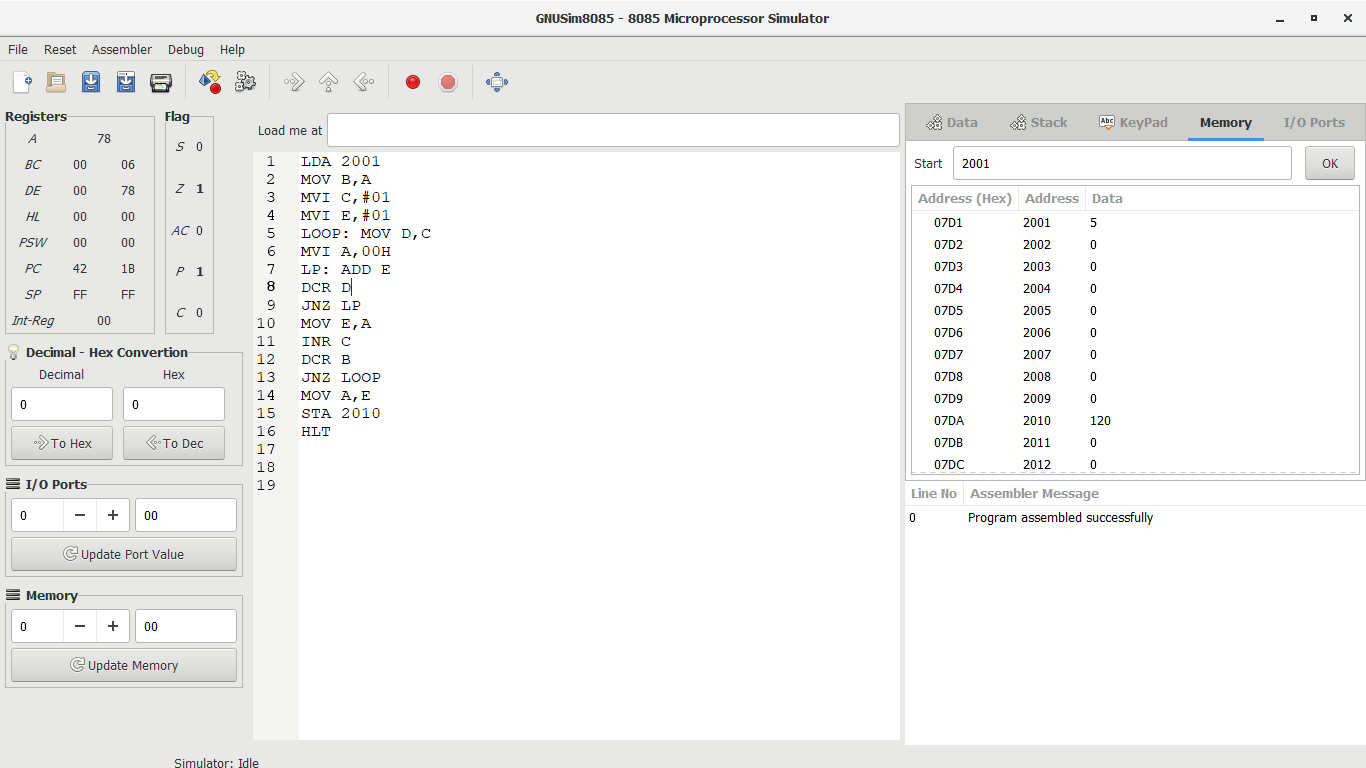 GNUSim8085 - 8085 Microprocessor Simulator
File Reset Assembler Debug Help
Registers
A 78
BC 00 06
DE 00 78
HL 00 00
PSW 00 00
PC 42 1B
SP FF FF
Int-Reg 00
Flag
S 0
Z 1
AC 0
P 1
C 0
Decimal - Hex Convertion
Decimal Hex
0 0
To Hex To Dec
I/O Ports
0 − + 00
Update Port Value
Memory
0 − + 00
Update Memory
Load me at
1 LDA 2001
2 MOV B,A
3 MVI C,#01
4 MVI E,#01
5 LOOP: MOV D,C
6 MVI A,00H
7 LP: ADD E
8 DCR D
9 JNZ LP
10 MOV E,A
11 INR C
12 DCR B
13 JNZ LOOP
14 MOV A,E
15 STA 2010
16 HLT
17
18
19
Data Stack Abc KeyPad Memory I/O Ports
Start 2001 OK
Address (Hex) Address Data
07D1 2001 5
07D2 2002 0
07D3 2003 0
07D4 2004 0
07D5 2005 0
07D6 2006 0
07D7 2007 0
07D8 2008 0
07D9 2009 0
07DA 2010 120
07DB 2011 0
07DC 2012 0
Line No Assembler Message
0 Program assembled successfully
Simulator: Idle